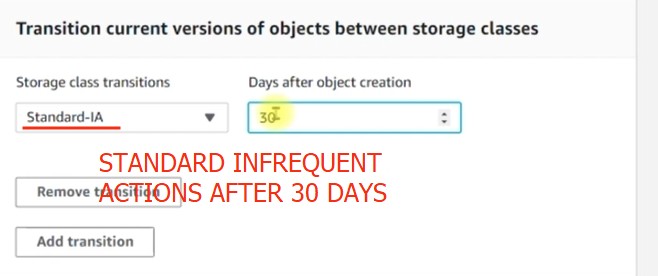 Transition current versions of objects between storage classes
Storage class transitions
Days after object creation
Standard-IA
30
STANDARD INFREQUENT
Remove transition
ACTIONS AFTER 30 DAYS
Add transition